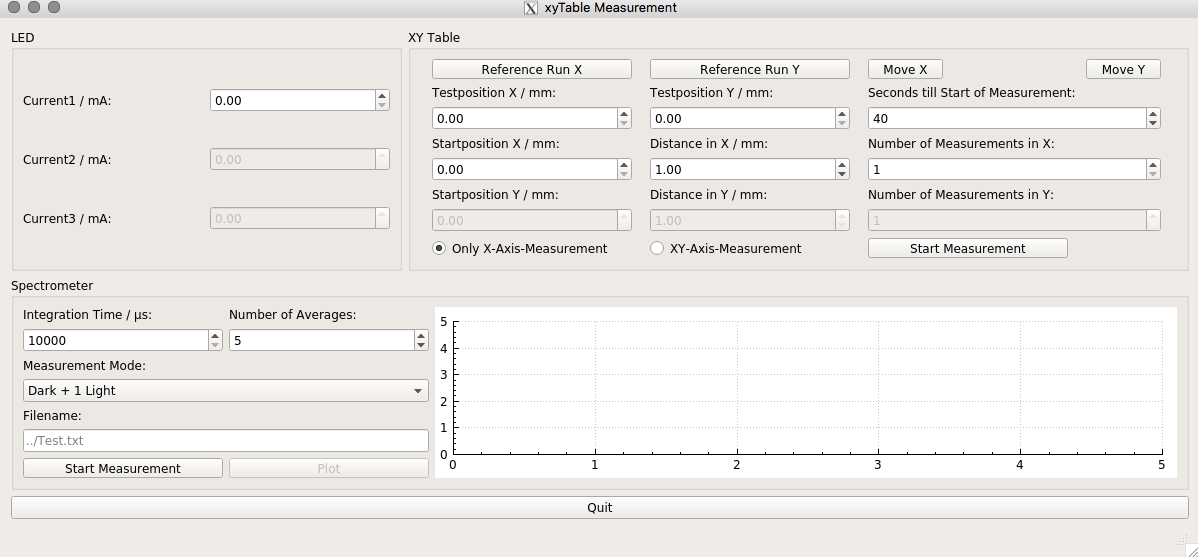 xyTable Measurement
LED
XY Table
Reference Run X
Reference Run Y
Move X
Move Y
Current1 / mA:
0.00
Testposition X / mm:
Testposition Y / mm:
Seconds till Start of Measurement:
0.00
0.00
40
Current2 / mA:
0.00
Startposition X / mm:
Distance in X / mm:
Number of Measurements in X:
0.00
1.00
1
Current3 / mA:
0.00
Startposition Y / mm:
Distance in Y / mm:
Number of Measurements in Y:
0.00
1.00
1
Only X-Axis-Measurement
XY-Axis-Measurement
Start Measurement
Spectrometer
Integration Time / µs:
Number of Averages:
10000
5
Measurement Mode:
Dark + 1 Light
Filename:
../Test.txt
Start Measurement
Plot
5
4
3
2
1
0
0 1 2 3 4 5
Quit